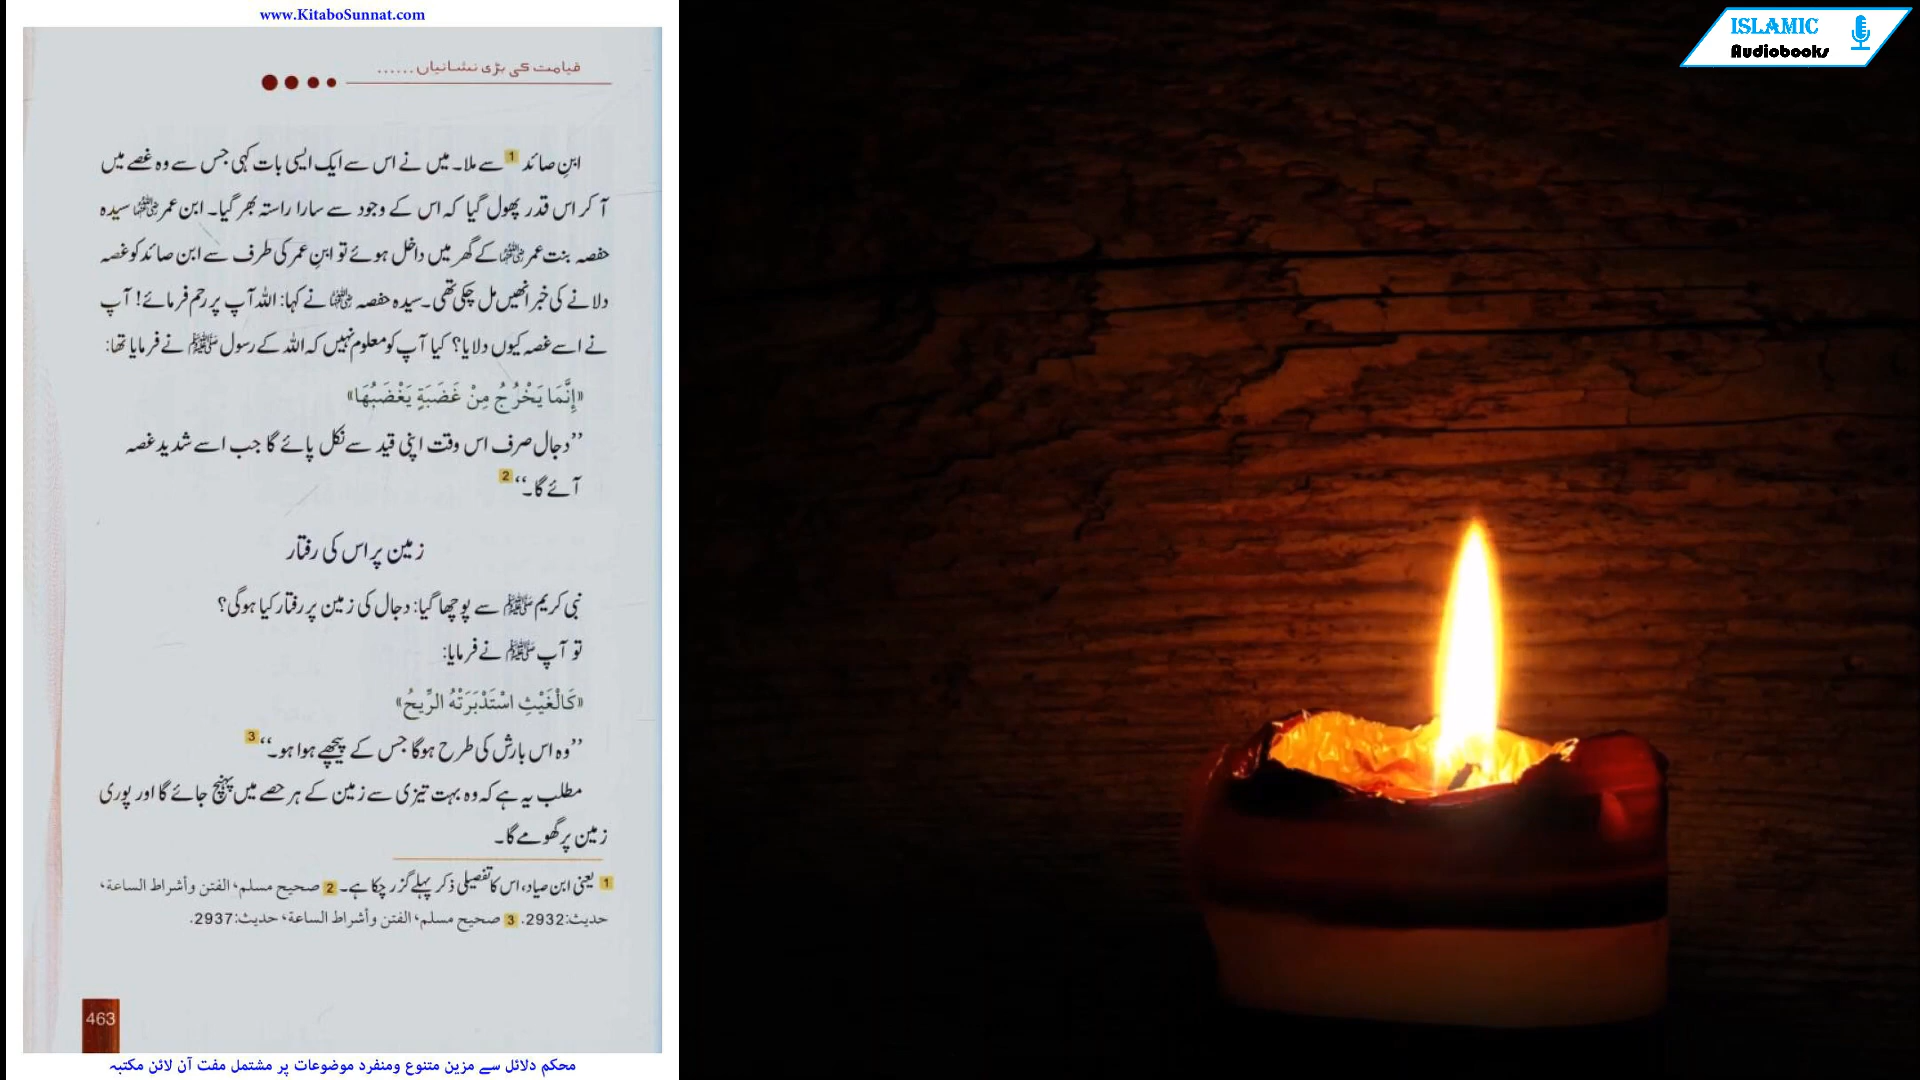 www.KitaboSunnat.com
قیامت کی بڑی نشانیاں ......
ابنِ صائد 1 سے ملا۔ میں نے اس سے ایک ایسی بات کہی جس سے وہ غصے میں
آ کر اس قدر پھول گیا کہ اس کے وجود سے سارا راستہ بھر گیا۔ ابن عمر رضی اللہ عنہما سیدہ
حفصہ بنت عمر رضی اللہ عنہما کے گھر میں داخل ہوئے تو ابنِ عمر کی طرف سے ابن صائد کو غصہ
دلانے کی خبر انھیں مل چکی تھی۔ سیدہ حفصہ رضی اللہ عنہا نے کہا: اللہ آپ پر رحم فرمائے! آپ
نے اسے غصہ کیوں دلایا؟ کیا آپ کو معلوم نہیں کہ اللہ کے رسول ﷺ نے فرمایا تھا:
«إِنَّمَا يَخْرُجُ مِنْ غَضَبَةٍ يَغْضَبُهَا»
’’دجال صرف اس وقت اپنی قید سے نکل پائے گا جب اسے شدید غصہ
آئے گا۔‘‘ 2
زمین پر اس کی رفتار
نبی کریم ﷺ سے پوچھا گیا: دجال کی زمین پر رفتار کیا ہوگی؟
تو آپ ﷺ نے فرمایا:
«كَالْغَيْثِ اسْتَدْبَرَتْهُ الرِّيحُ»
’’وہ اس بارش کی طرح ہوگا جس کے پیچھے ہوا ہو۔‘‘ 3
مطلب یہ ہے کہ وہ بہت تیزی سے زمین کے ہر حصے میں پہنچ جائے گا اور پوری
زمین پر گھومے گا۔
1 یعنی ابن صیاد، اس کا تفصیلی ذکر پہلے گزر چکا ہے۔ 2 صحيح مسلم، الفتن وأشراط الساعة،
حديث:2932. 3 صحيح مسلم، الفتن وأشراط الساعة، حديث:2937.
463
محکم دلائل سے مزین متنوع ومنفرد موضوعات پر مشتمل مفت آن لائن مکتبہ
ISLAMIC
Audiobooks